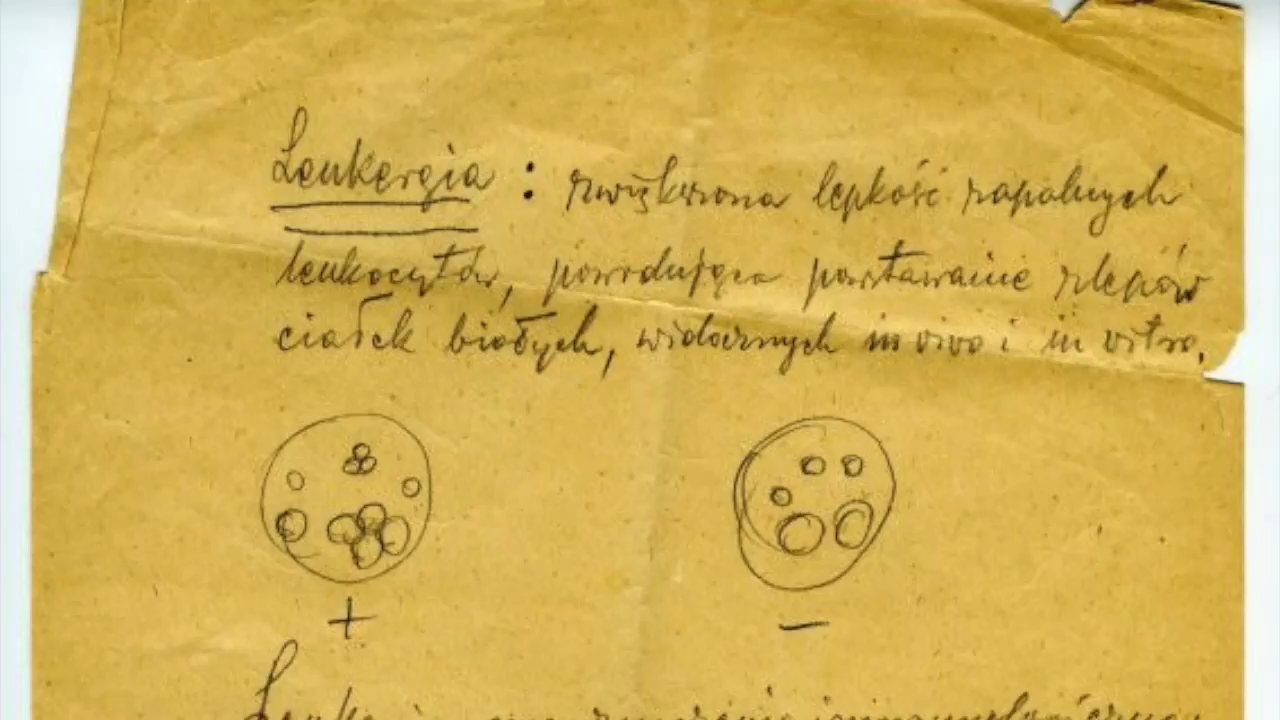 Leukergia : zwiększona lepkość zapalnych
leukocytów, powodująca powstawanie zlepów
ciałek białych, widocznych in vivo i in vitro.
+ −